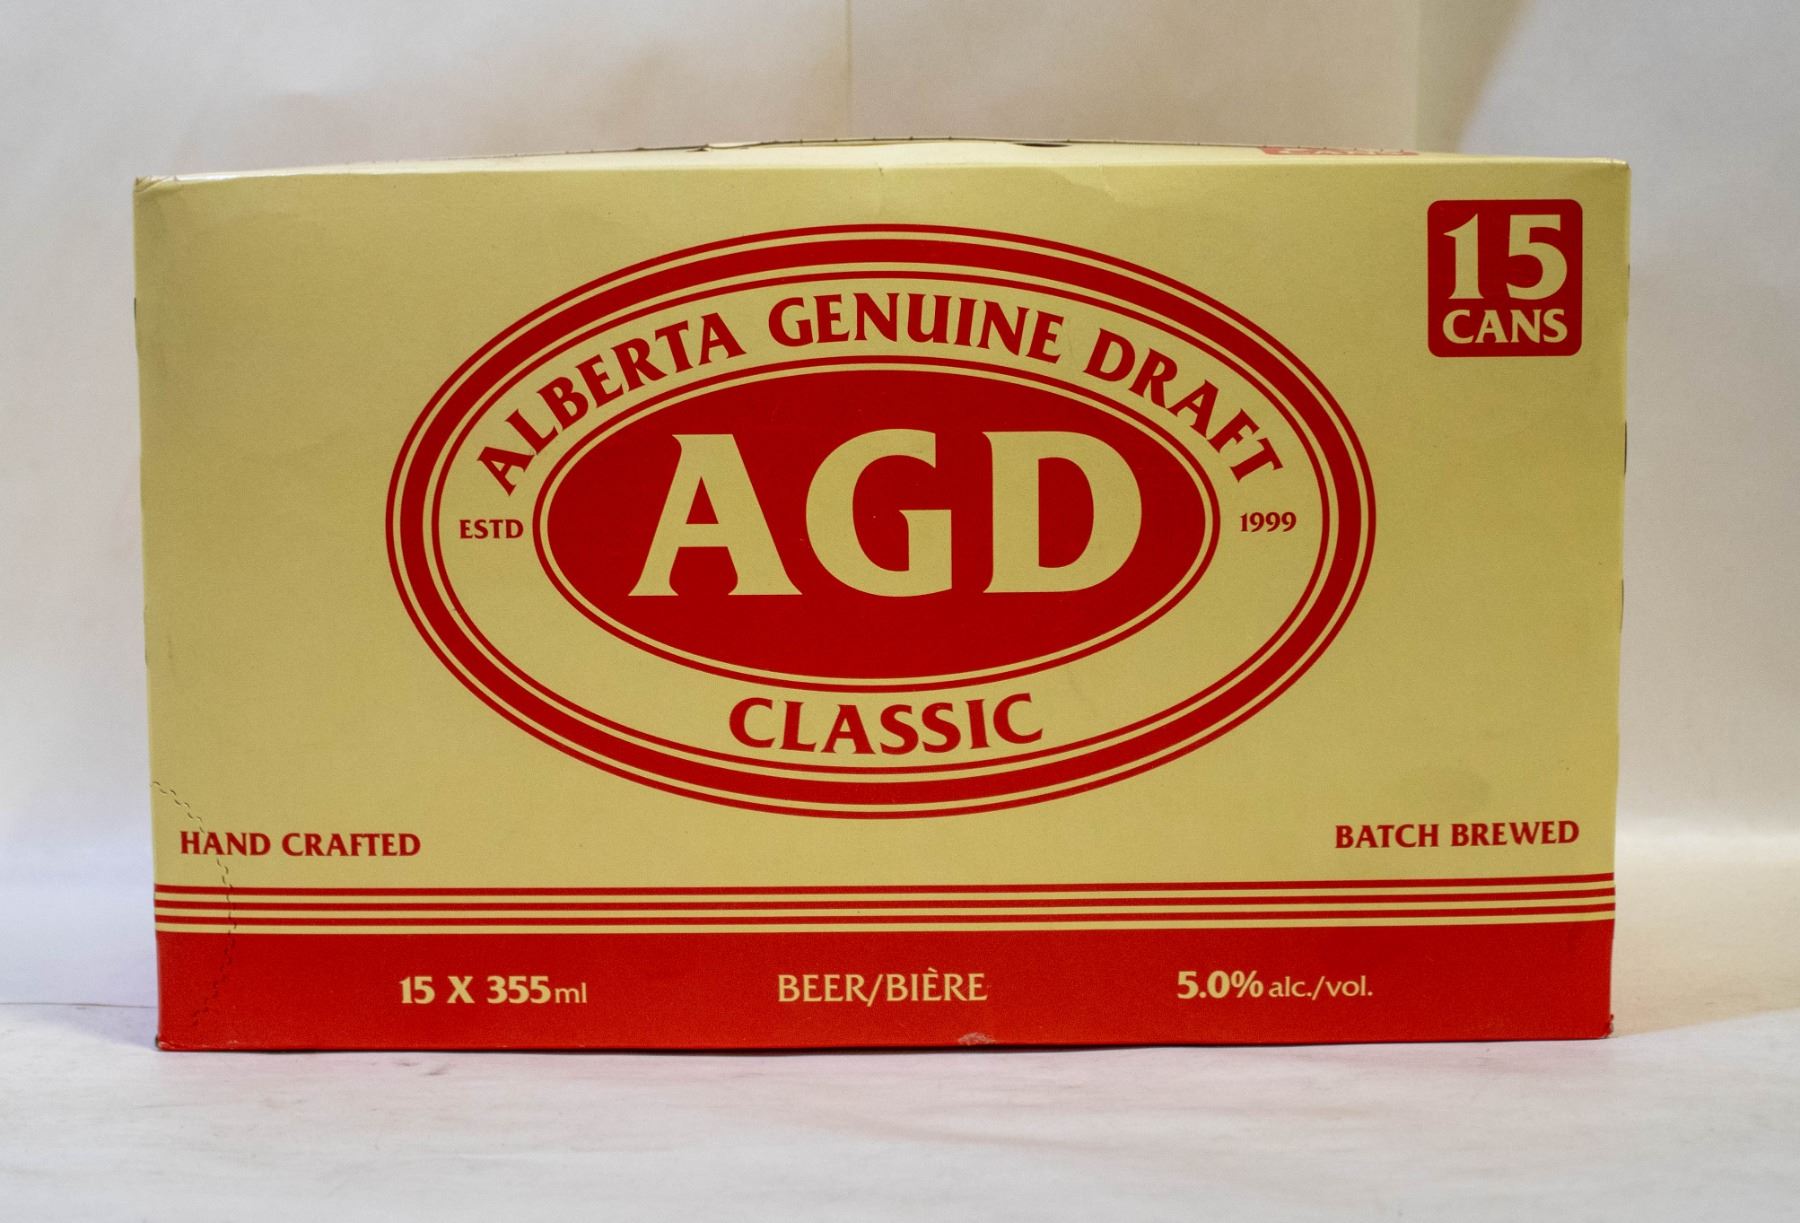 15
CANS
ALBERTA GENUINE DRAFT
ESTD
AGD
1999
CLASSIC
HAND CRAFTED
BATCH BREWED
15 X 355ml
BEER/BIÈRE
5.0% alc./vol.